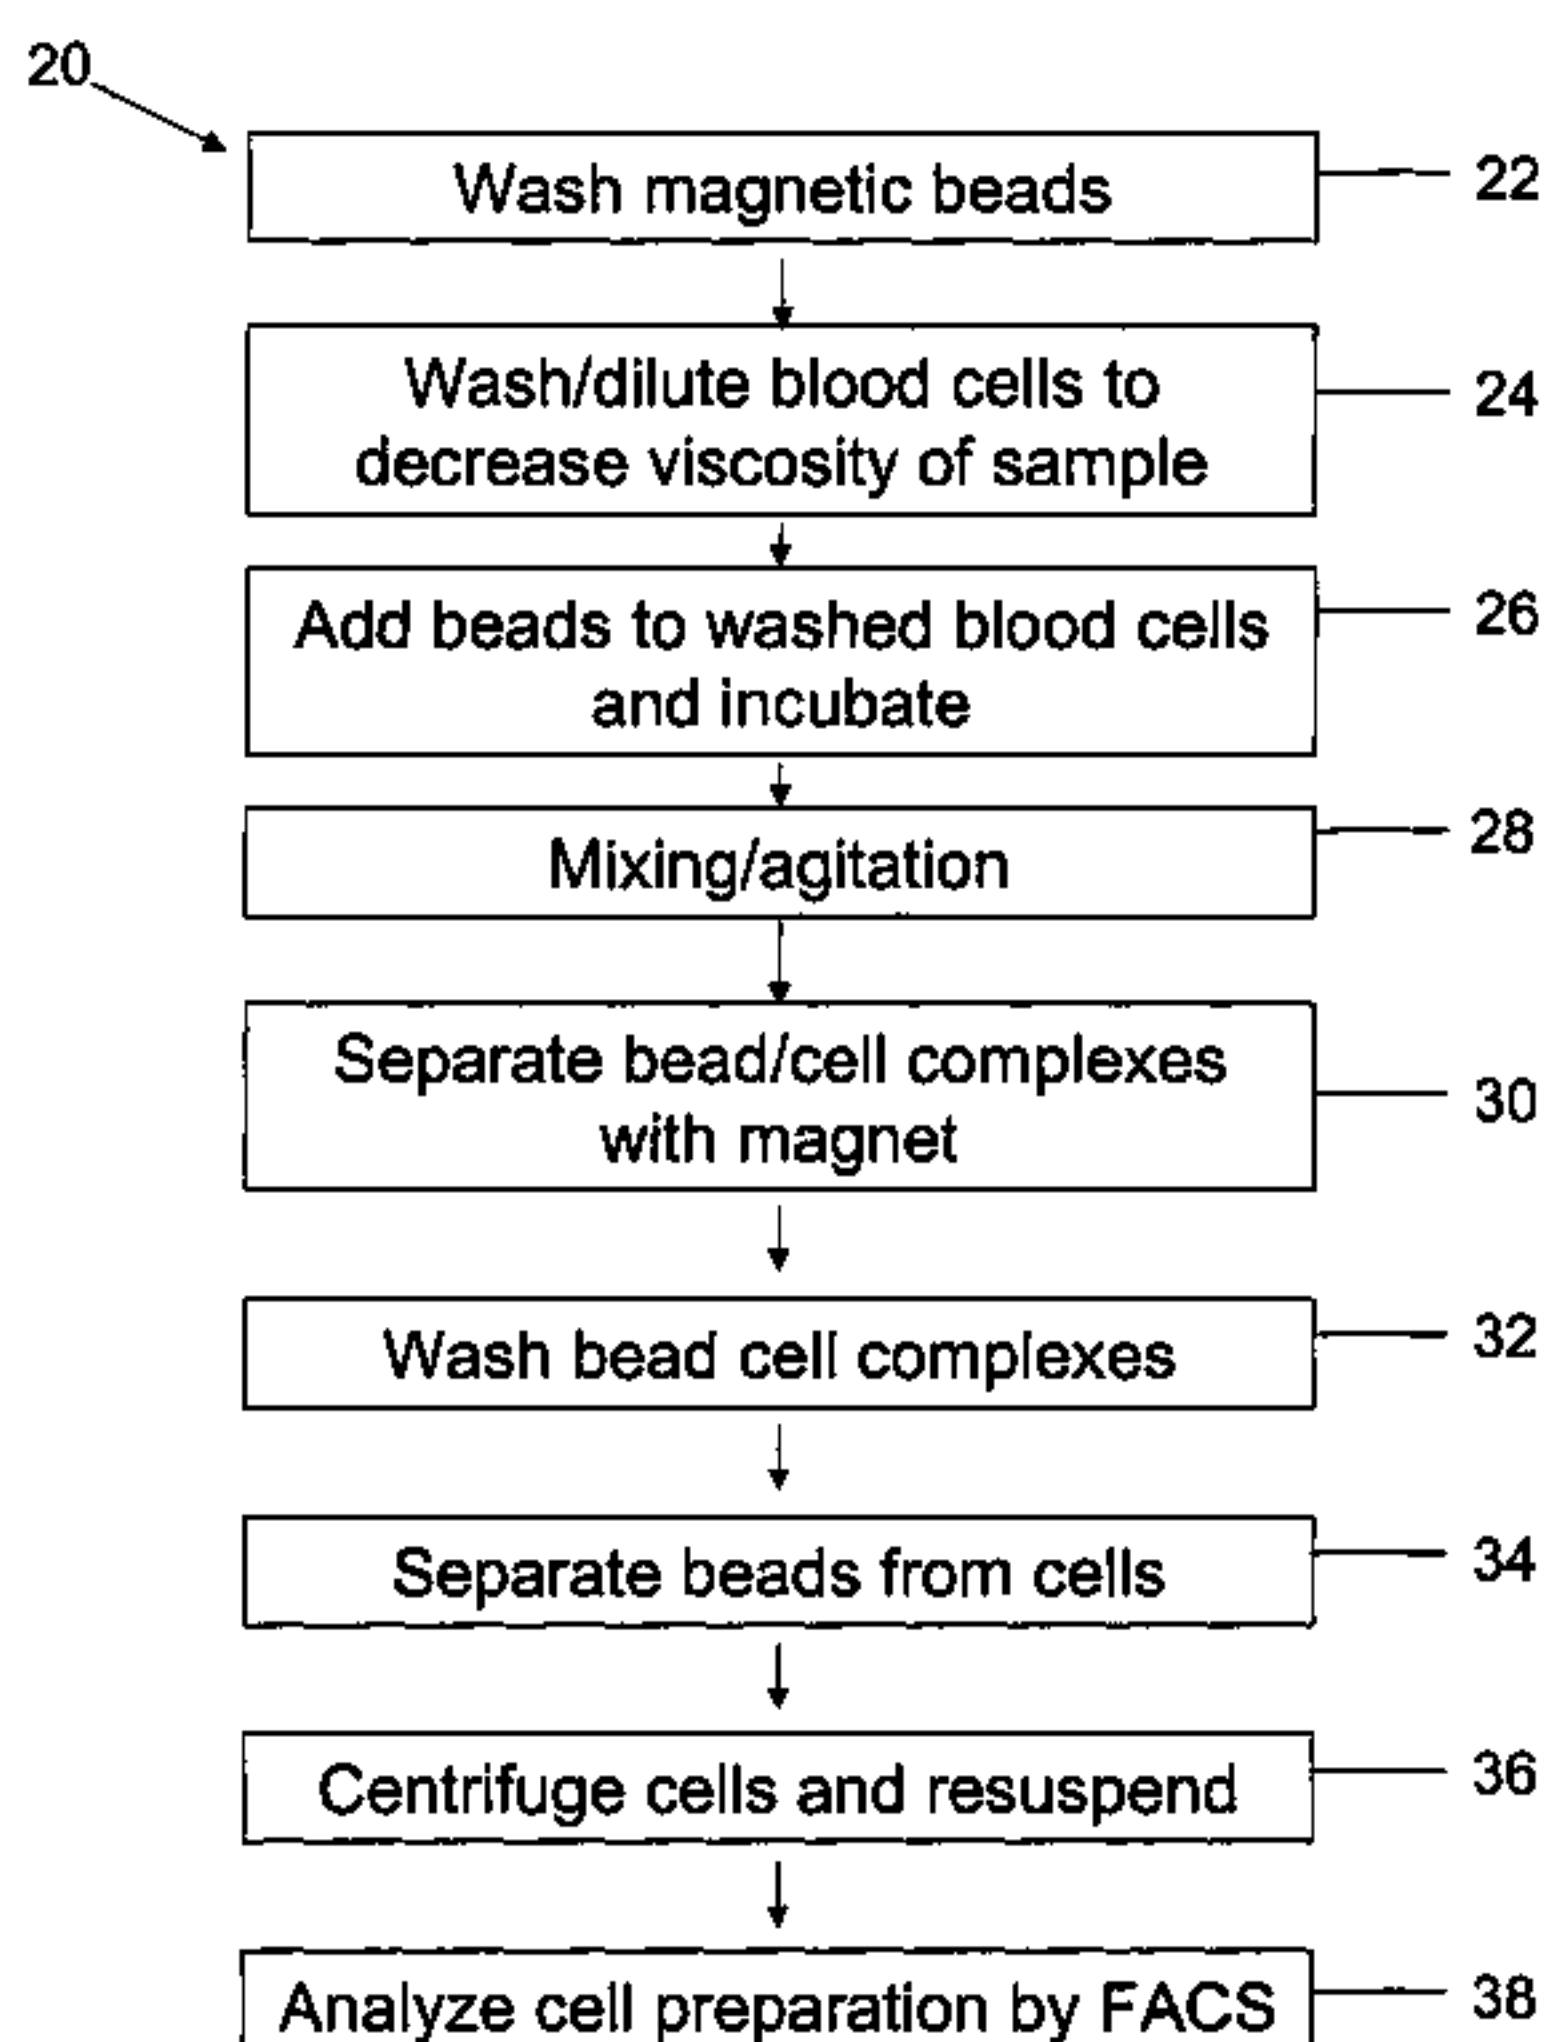 20
Wash magnetic beads
22
Wash/dilute blood cells to
decrease viscosity of sample
24
Add beads to washed blood cells
and incubate
26
Mixing/agitation
28
Separate bead/cell complexes
with magnet
30
Wash bead cell complexes
32
Separate beads from cells
34
Centrifuge cells and resuspend
36
Analyze cell preparation by FACS
38